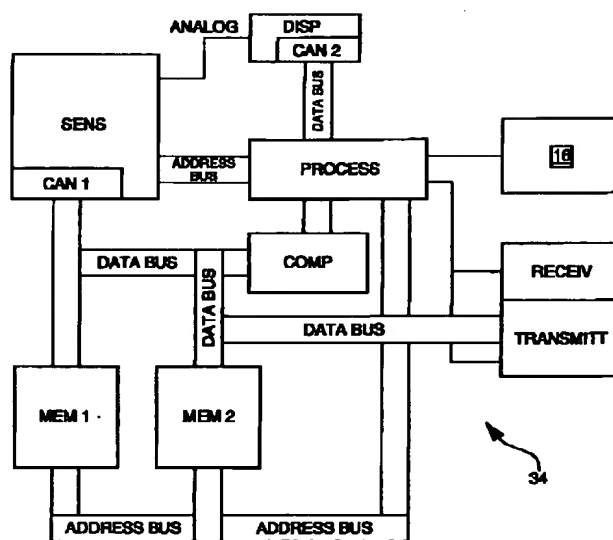 ANALOG
DISP
CAN 2
SENS
DATA BUS
CAN 1
ADDRESS
BUS
PROCESS
16
DATA BUS
COMP
RECEIV
DATA BUS
DATA BUS
TRANSMITT
MEM 1
MEM 2
34
ADDRESS BUS
ADDRESS BUS